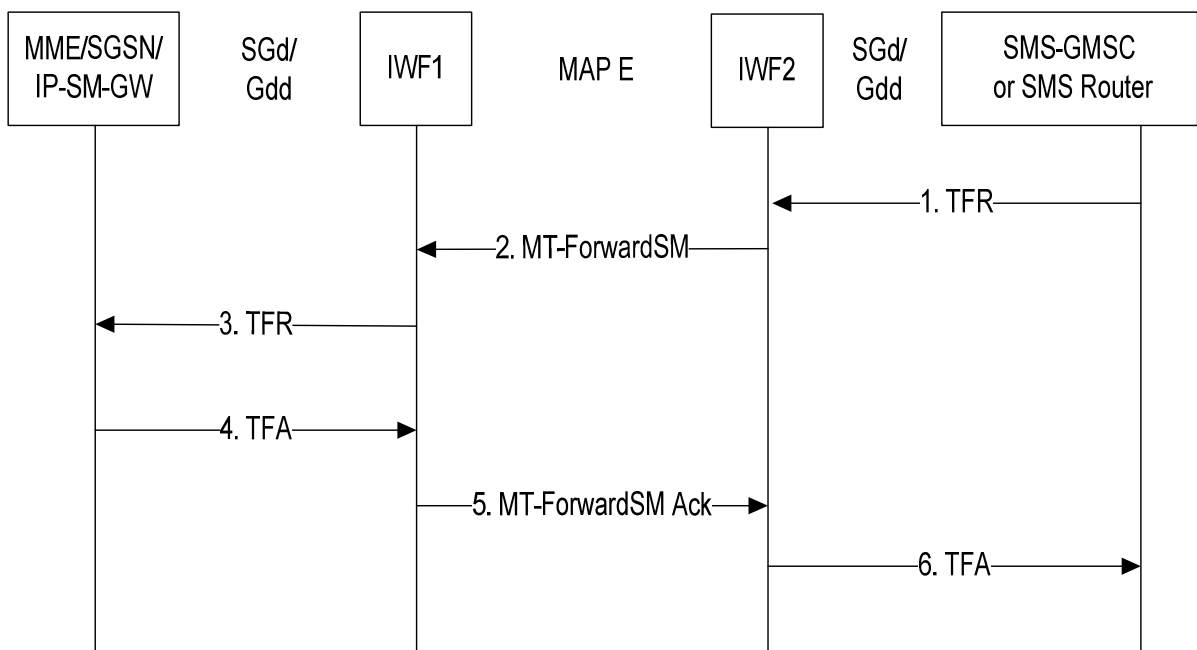 MME/SGSN/
IP-SM-GW
SGd/
Gdd
IWF1
MAP E
IWF2
SGd/
Gdd
SMS-GMSC
or SMS Router
1. TFR
2. MT-ForwardSM
3. TFR
4. TFA
5. MT-ForwardSM Ack
6. TFA